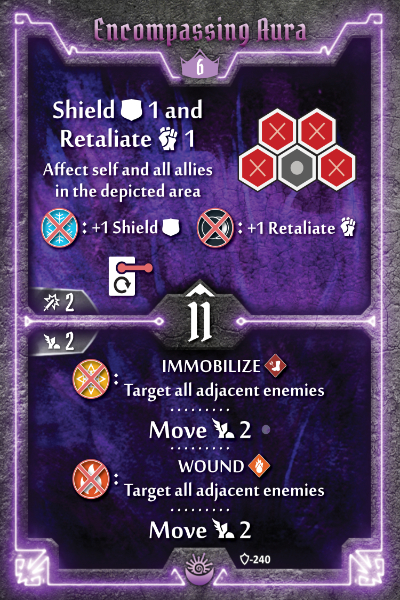 Encompassing Aura
6
Shield 1 and
Retaliate 1
Affect self and all allies
in the depicted area
: +1 Shield
: +1 Retaliate
2
11
2
:
IMMOBILIZE
Target all adjacent enemies
Move 2
:
WOUND
Target all adjacent enemies
Move 2
-240